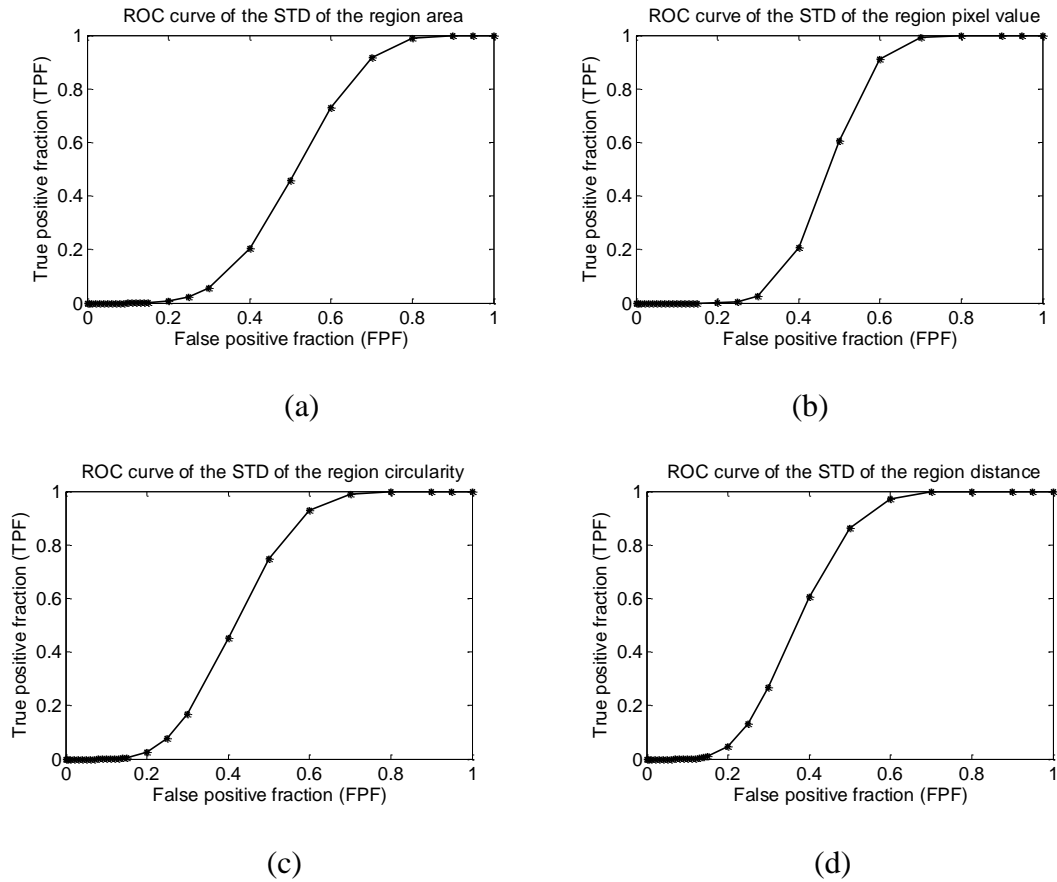 ROC curve of the STD of the region area
True positive fraction (TPF)
1
0.8
0.6
0.4
0.2
0
0 0.2 0.4 0.6 0.8 1
False positive fraction (FPF)
(a)
ROC curve of the STD of the region pixel value
True positive fraction (TPF)
1
0.8
0.6
0.4
0.2
0
0 0.2 0.4 0.6 0.8 1
False positive fraction (FPF)
(b)
ROC curve of the STD of the region circularity
True positive fraction (TPF)
1
0.8
0.6
0.4
0.2
0
0 0.2 0.4 0.6 0.8 1
False positive fraction (FPF)
(c)
ROC curve of the STD of the region distance
True positive fraction (TPF)
1
0.8
0.6
0.4
0.2
0
0 0.2 0.4 0.6 0.8 1
False positive fraction (FPF)
(d)